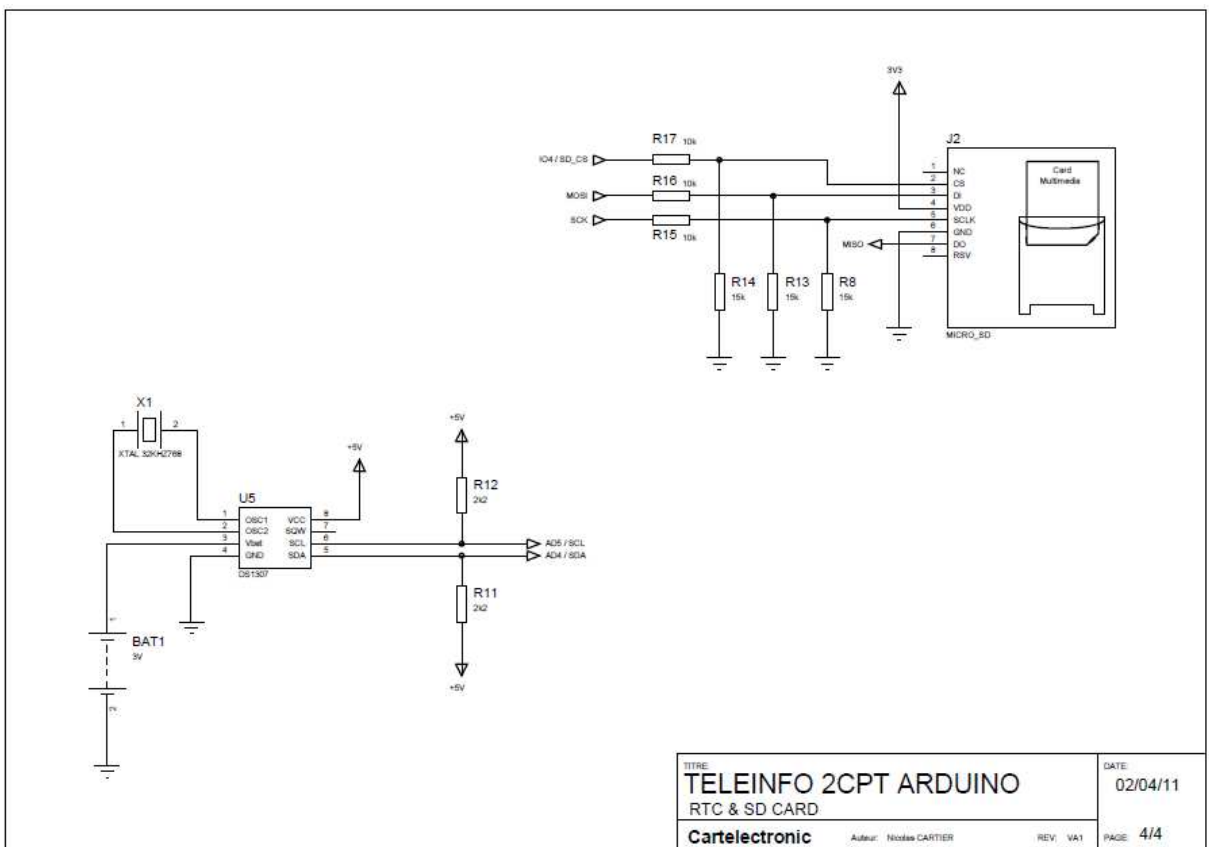 3V3
R17 10k
IO4 / SD_CS
R16 10k
MOSI
SCK
R15 10k
MISO
J2
1 NC
2 CS
3 DI
4 VDD
5 SCLK
6 GND
7 DO
8 RSV
Card
Multimedia
MICRO_SD
R14
15k
R13
15k
R8
15k
X1
1 2
XTAL 32KHZ768
+5V
+5V
R12
2k2
U5
1 OSC1 VCC 8
2 OSC2 SQW 7
3 Vbat SCL 6
4 GND SDA 5
DS1307
AD5 / SCL
AD4 / SDA
R11
2k2
+5V
1
BAT1
3V
2
TITRE
TELEINFO 2CPT ARDUINO
RTC & SD CARD
DATE
02/04/11
Cartelectronic
Auteur: Nicolas CARTIER
REV: VA1
PAGE 4/4